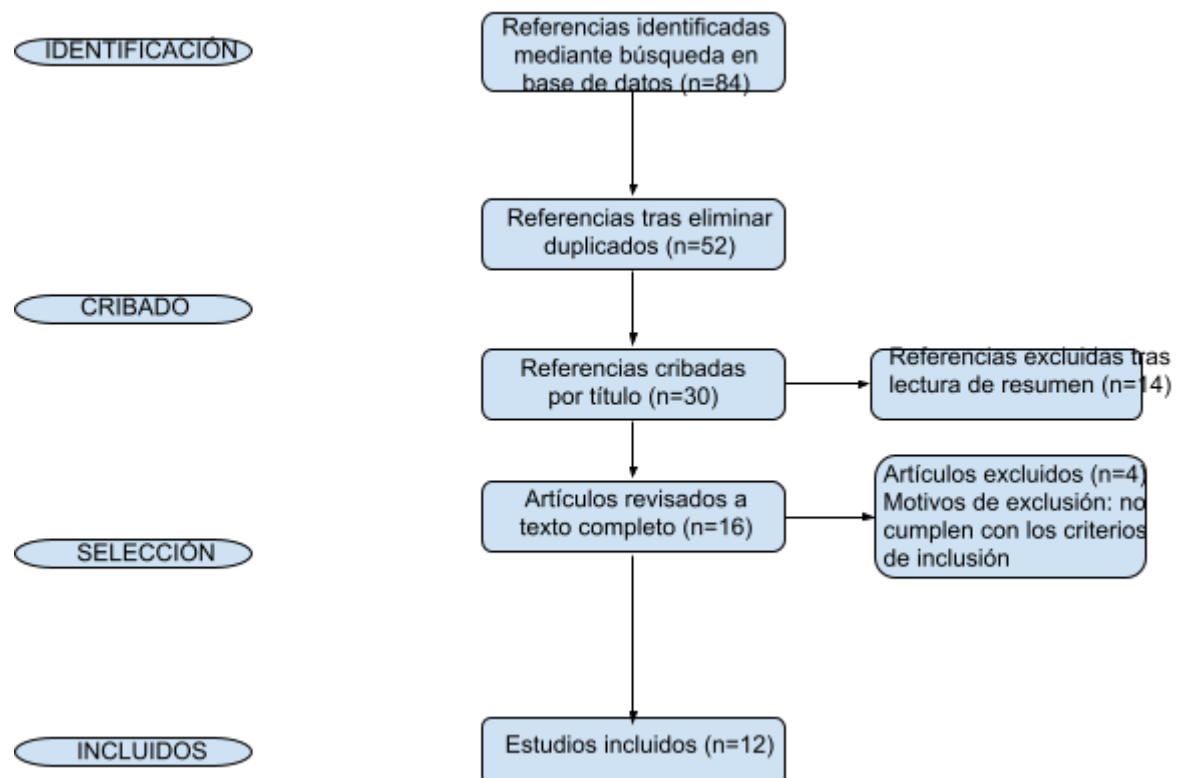 IDENTIFICACIÓN
Referencias identificadas
mediante búsqueda en
base de datos (n=84)
Referencias tras eliminar
duplicados (n=52)
CRIBADO
Referencias cribadas
por título (n=30)
Referencias excluidas tras
lectura de resumen (n=14)
Artículos revisados a
texto completo (n=16)
Artículos excluidos (n=4)
Motivos de exclusión: no
cumplen con los criterios
de inclusión
SELECCIÓN
INCLUIDOS
Estudios incluidos (n=12)